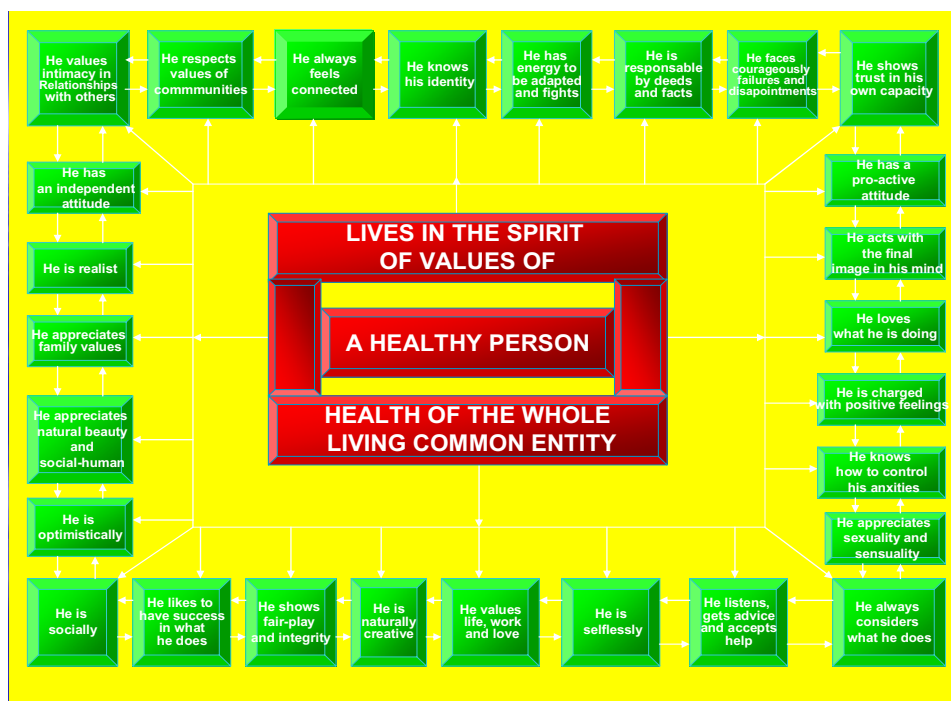 He values
intimacy in
Relationships
with others
He respects
values of
commmunities
He always
feels
connected
He knows
his identity
He has
energy to
be adapted
and fights
He is
responsable
by deeds
and facts
He faces
courageously
failures and
disapointments
He shows
trust in his
own capacity
He has
an independent
attitude
He has a
pro-active
attitude
LIVES IN THE SPIRIT
OF VALUES OF
He is realist
He acts with
the final
image in his mind
A HEALTHY PERSON
He appreciates
family values
He loves
what he is doing
He is charged
with positive feelings
HEALTH OF THE WHOLE
LIVING COMMON ENTITY
He appreciates
natural beauty
and
social-human
He knows
how to control
his anxities
He is
optimistically
He appreciates
sexuality and
sensuality
He is
socially
He likes to
have success
in what
he does
He shows
fair-play
and integrity
He is
naturally
creative
He values
life, work
and love
He is
selflessly
He listens,
gets advice
and accepts
help
He always
considers
what he does